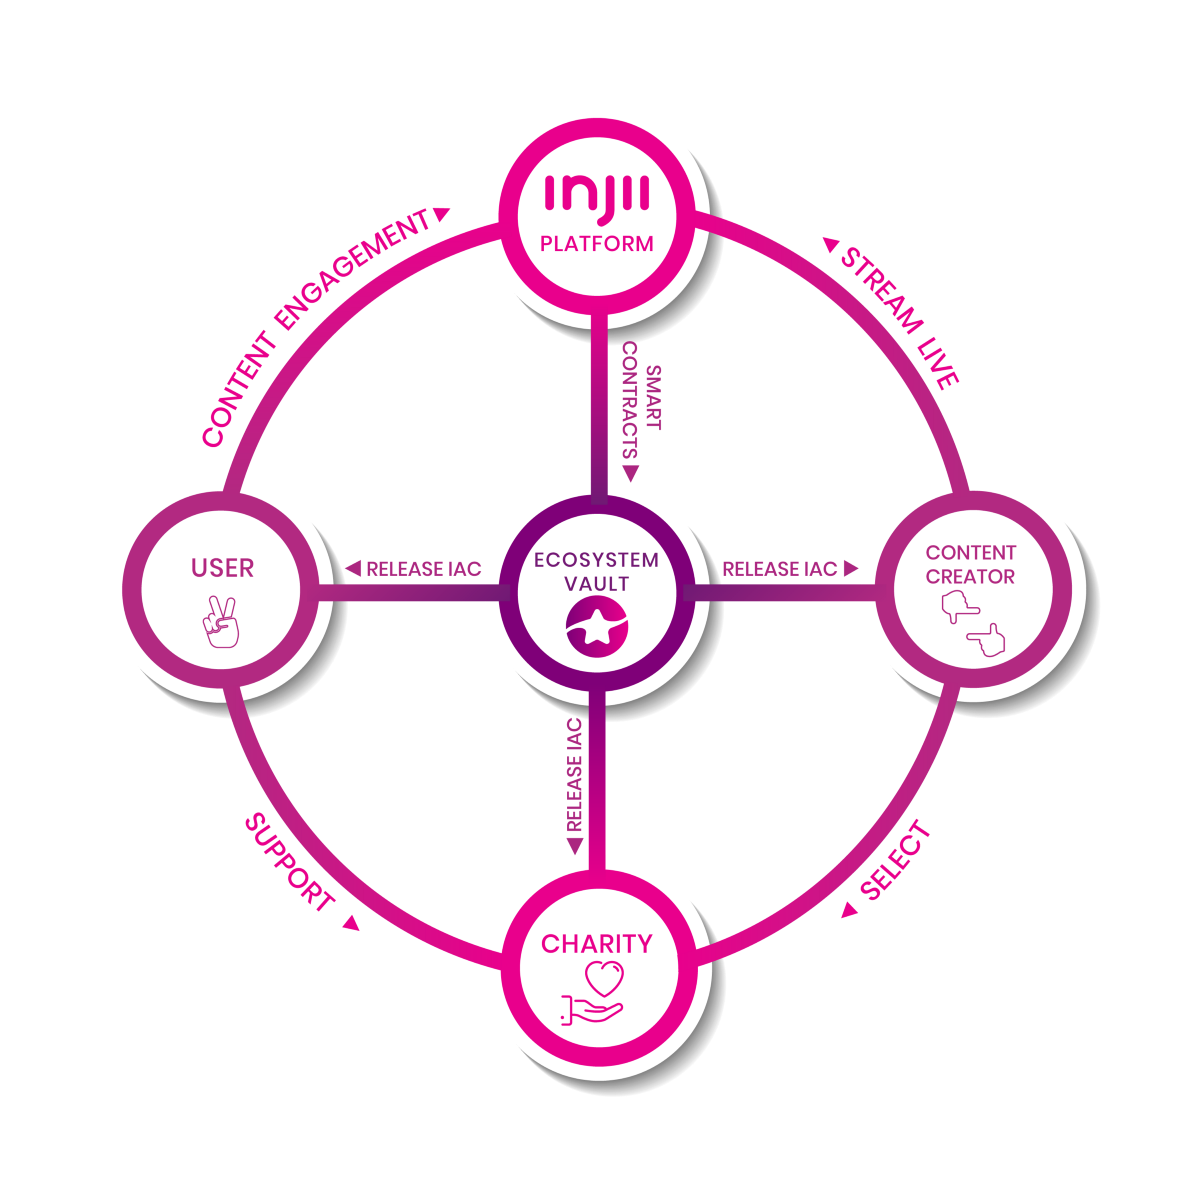 ınjıı
PLATFORM
CONTENT ENGAGEMENT
STREAM LIVE
SMART
CONTRACTS
USER
RELEASE IAC
ECOSYSTEM
VAULT
RELEASE IAC
CONTENT
CREATOR
RELEASE IAC
SUPPORT
SELECT
CHARITY